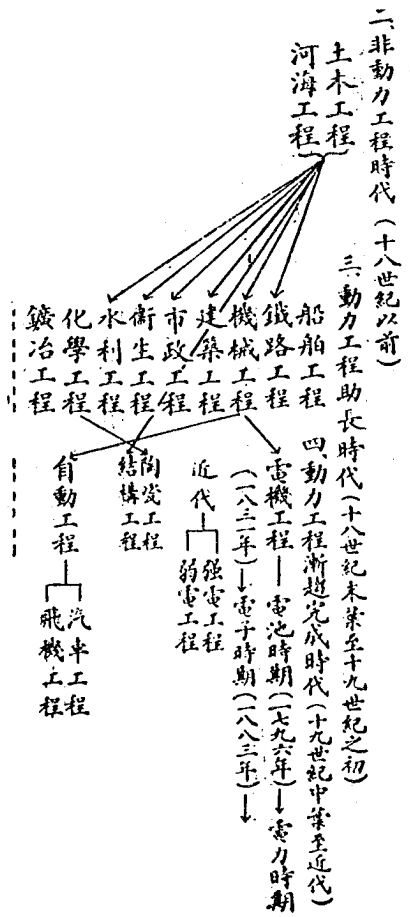 二、非動力工程時代（十八世紀以前）
土木工程
河海工程
三、動力工程助長時代（十八世紀末葉至十九世紀之初）
船舶工程
鐵路工程
機械工程
建築工程
市政工程
衛生工程
水利工程
化學工程
鑛冶工程
四、動力工程漸趨完成時代（十九世紀中葉至近代）
電機工程—電池時期（一七九六年）→電力時期
（一八三一年）→電子時期（一八八三年）→
近代
强電工程
弱電工程
陶瓷工程
結構工程
自動工程
汽車工程
飛機工程